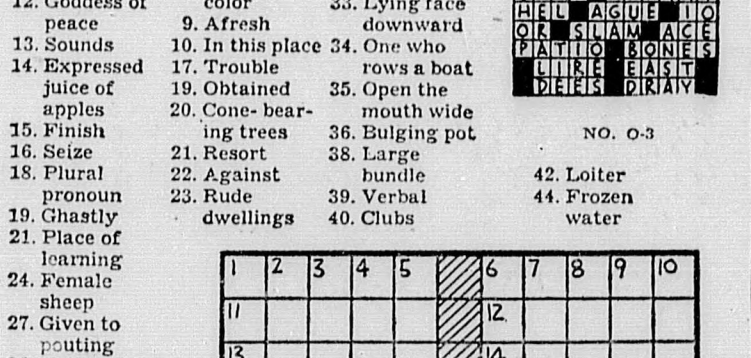 12. Goddess of
peace
13. Sounds
14. Expressed
juice of
apples
15. Finish
16. Seize
18. Plural
pronoun
19. Ghastly
21. Place of
learning
24. Female
sheep
27. Given to
pouting
color
9. Afresh
10. In this place
17. Trouble
19. Obtained
20. Cone- bear-
ing trees
21. Resort
22. Against
23. Rude
dwellings
33. Lying face
downward
34. One who
rows a boat
35. Open the
mouth wide
36. Bulging pot
38. Large
bundle
39. Verbal
40. Clubs
HEL AGUE IO
OR SLAM ACE
PATIO BONES
LIRE EAST
DEES DRAY
NO. O-3
42. Loiter
44. Frozen
water
1 2 3 4 5 6 7 8 9 10
11 12
13 14